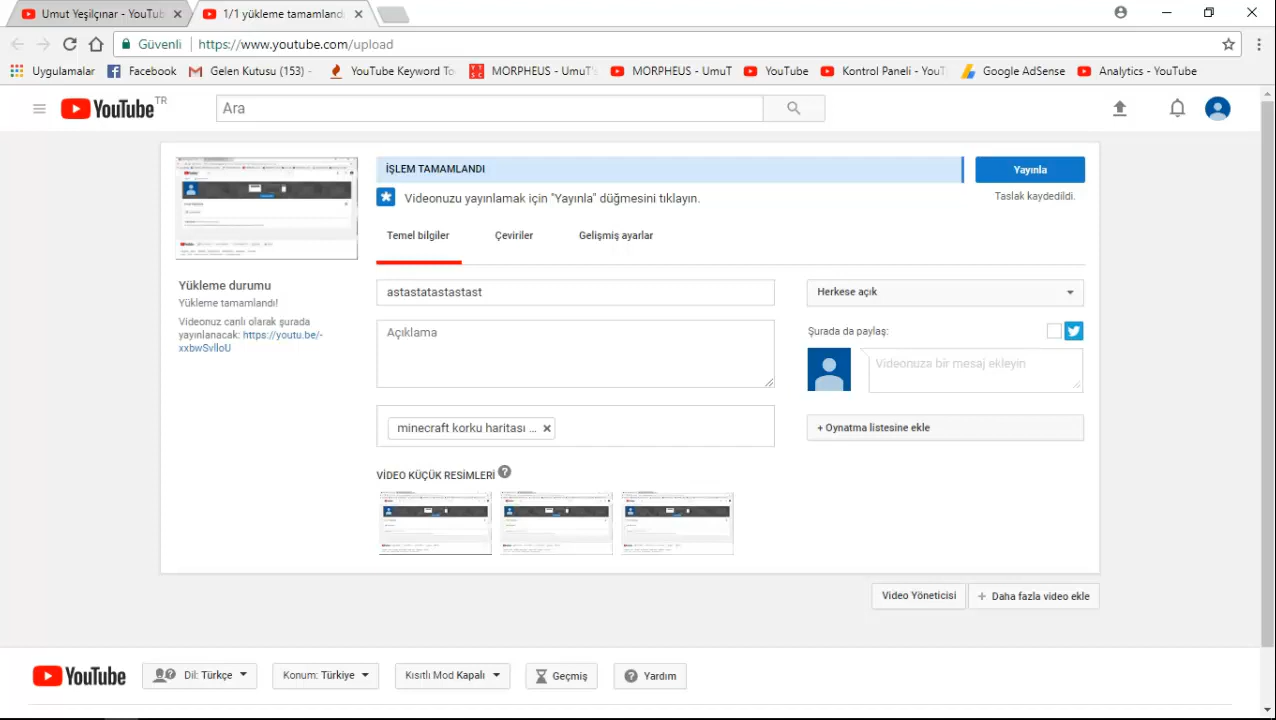 Umut Yeşilçınar - YouTub
1/1 yükleme tamamlandı
Güvenli
https://www.youtube.com/upload
Uygulamalar
Facebook
Gelen Kutusu (153) -
YouTube Keyword To
MORPHEUS - UmuT's
MORPHEUS - UmuT
YouTube
Kontrol Paneli - YouT
Google AdSense
Analytics - YouTube
YouTube TR
Ara
İŞLEM TAMAMLANDI
Yayınla
Videonuzu yayınlamak için "Yayınla" düğmesini tıklayın.
Taslak kaydedildi.
Temel bilgiler
Çeviriler
Gelişmiş ayarlar
Yükleme durumu
Yükleme tamamlandı!
Videonuz canlı olarak şurada
yayınlanacak: https://youtu.be/-
xxbwSvlloU
astastatastastast
Açıklama
minecraft korku haritası ...
Herkese açık
Şurada da paylaş:
Videonuza bir mesaj ekleyin
+ Oynatma listesine ekle
VİDEO KÜÇÜK RESİMLERİ
Video Yöneticisi
+ Daha fazla video ekle
YouTube
Dil: Türkçe
Konum: Türkiye
Kısıtlı Mod Kapalı
Geçmiş
Yardım